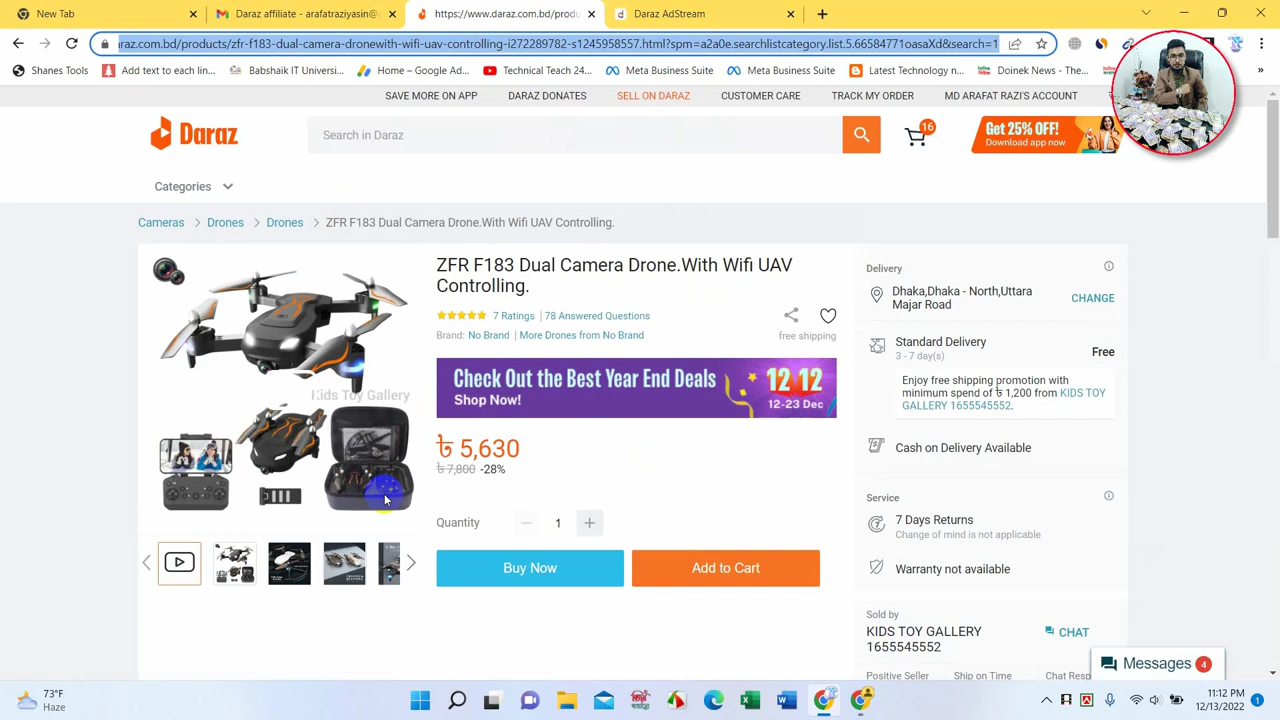 New Tab
Daraz affiliate - arafatraziyasin@g
https://www.daraz.com.bd/produ
Daraz AdStream
araz.com.bd/products/zfr-f183-dual-camera-dronewith-wifi-uav-controlling-i272289782-s1245958557.html?spm=a2a0e.searchlistcategory.list.5.66584771oasaXd&search=1
Shanes Tools
Add text to each lin...
Babshaik IT Universi...
Home – Google Ad...
Technical Teach 24...
Meta Business Suite
Meta Business Suite
Latest Technology n...
Doinek News - The...
SAVE MORE ON APP
DARAZ DONATES
SELL ON DARAZ
CUSTOMER CARE
TRACK MY ORDER
MD ARAFAT RAZI'S ACCOUNT
Daraz
Search in Daraz
16
Get 25% OFF!
Download app now
Categories
Cameras > Drones > Drones > ZFR F183 Dual Camera Drone.With Wifi UAV Controlling.
Kids Toy Gallery
ZFR F183 Dual Camera Drone.With Wifi UAV
Controlling.
7 Ratings | 78 Answered Questions
free shipping
Brand: No Brand | More Drones from No Brand
Check Out the Best Year End Deals
Shop Now!
12 12
12-23 Dec
৳ 5,630
৳ 7,800 -28%
Quantity
1
Buy Now
Add to Cart
Delivery
Dhaka,Dhaka - North,Uttara
Majar Road
CHANGE
Standard Delivery
3 - 7 day(s)
Free
Enjoy free shipping promotion with
minimum spend of ৳ 1,200 from KIDS TOY
GALLERY 1655545552.
Cash on Delivery Available
Service
7 Days Returns
Change of mind is not applicable
Warranty not available
Sold by
KIDS TOY GALLERY
1655545552
CHAT
Positive Seller
Ship on Time
Chat Resp
Messages 4
73°F
Haze
11:12 PM
12/13/2022
1